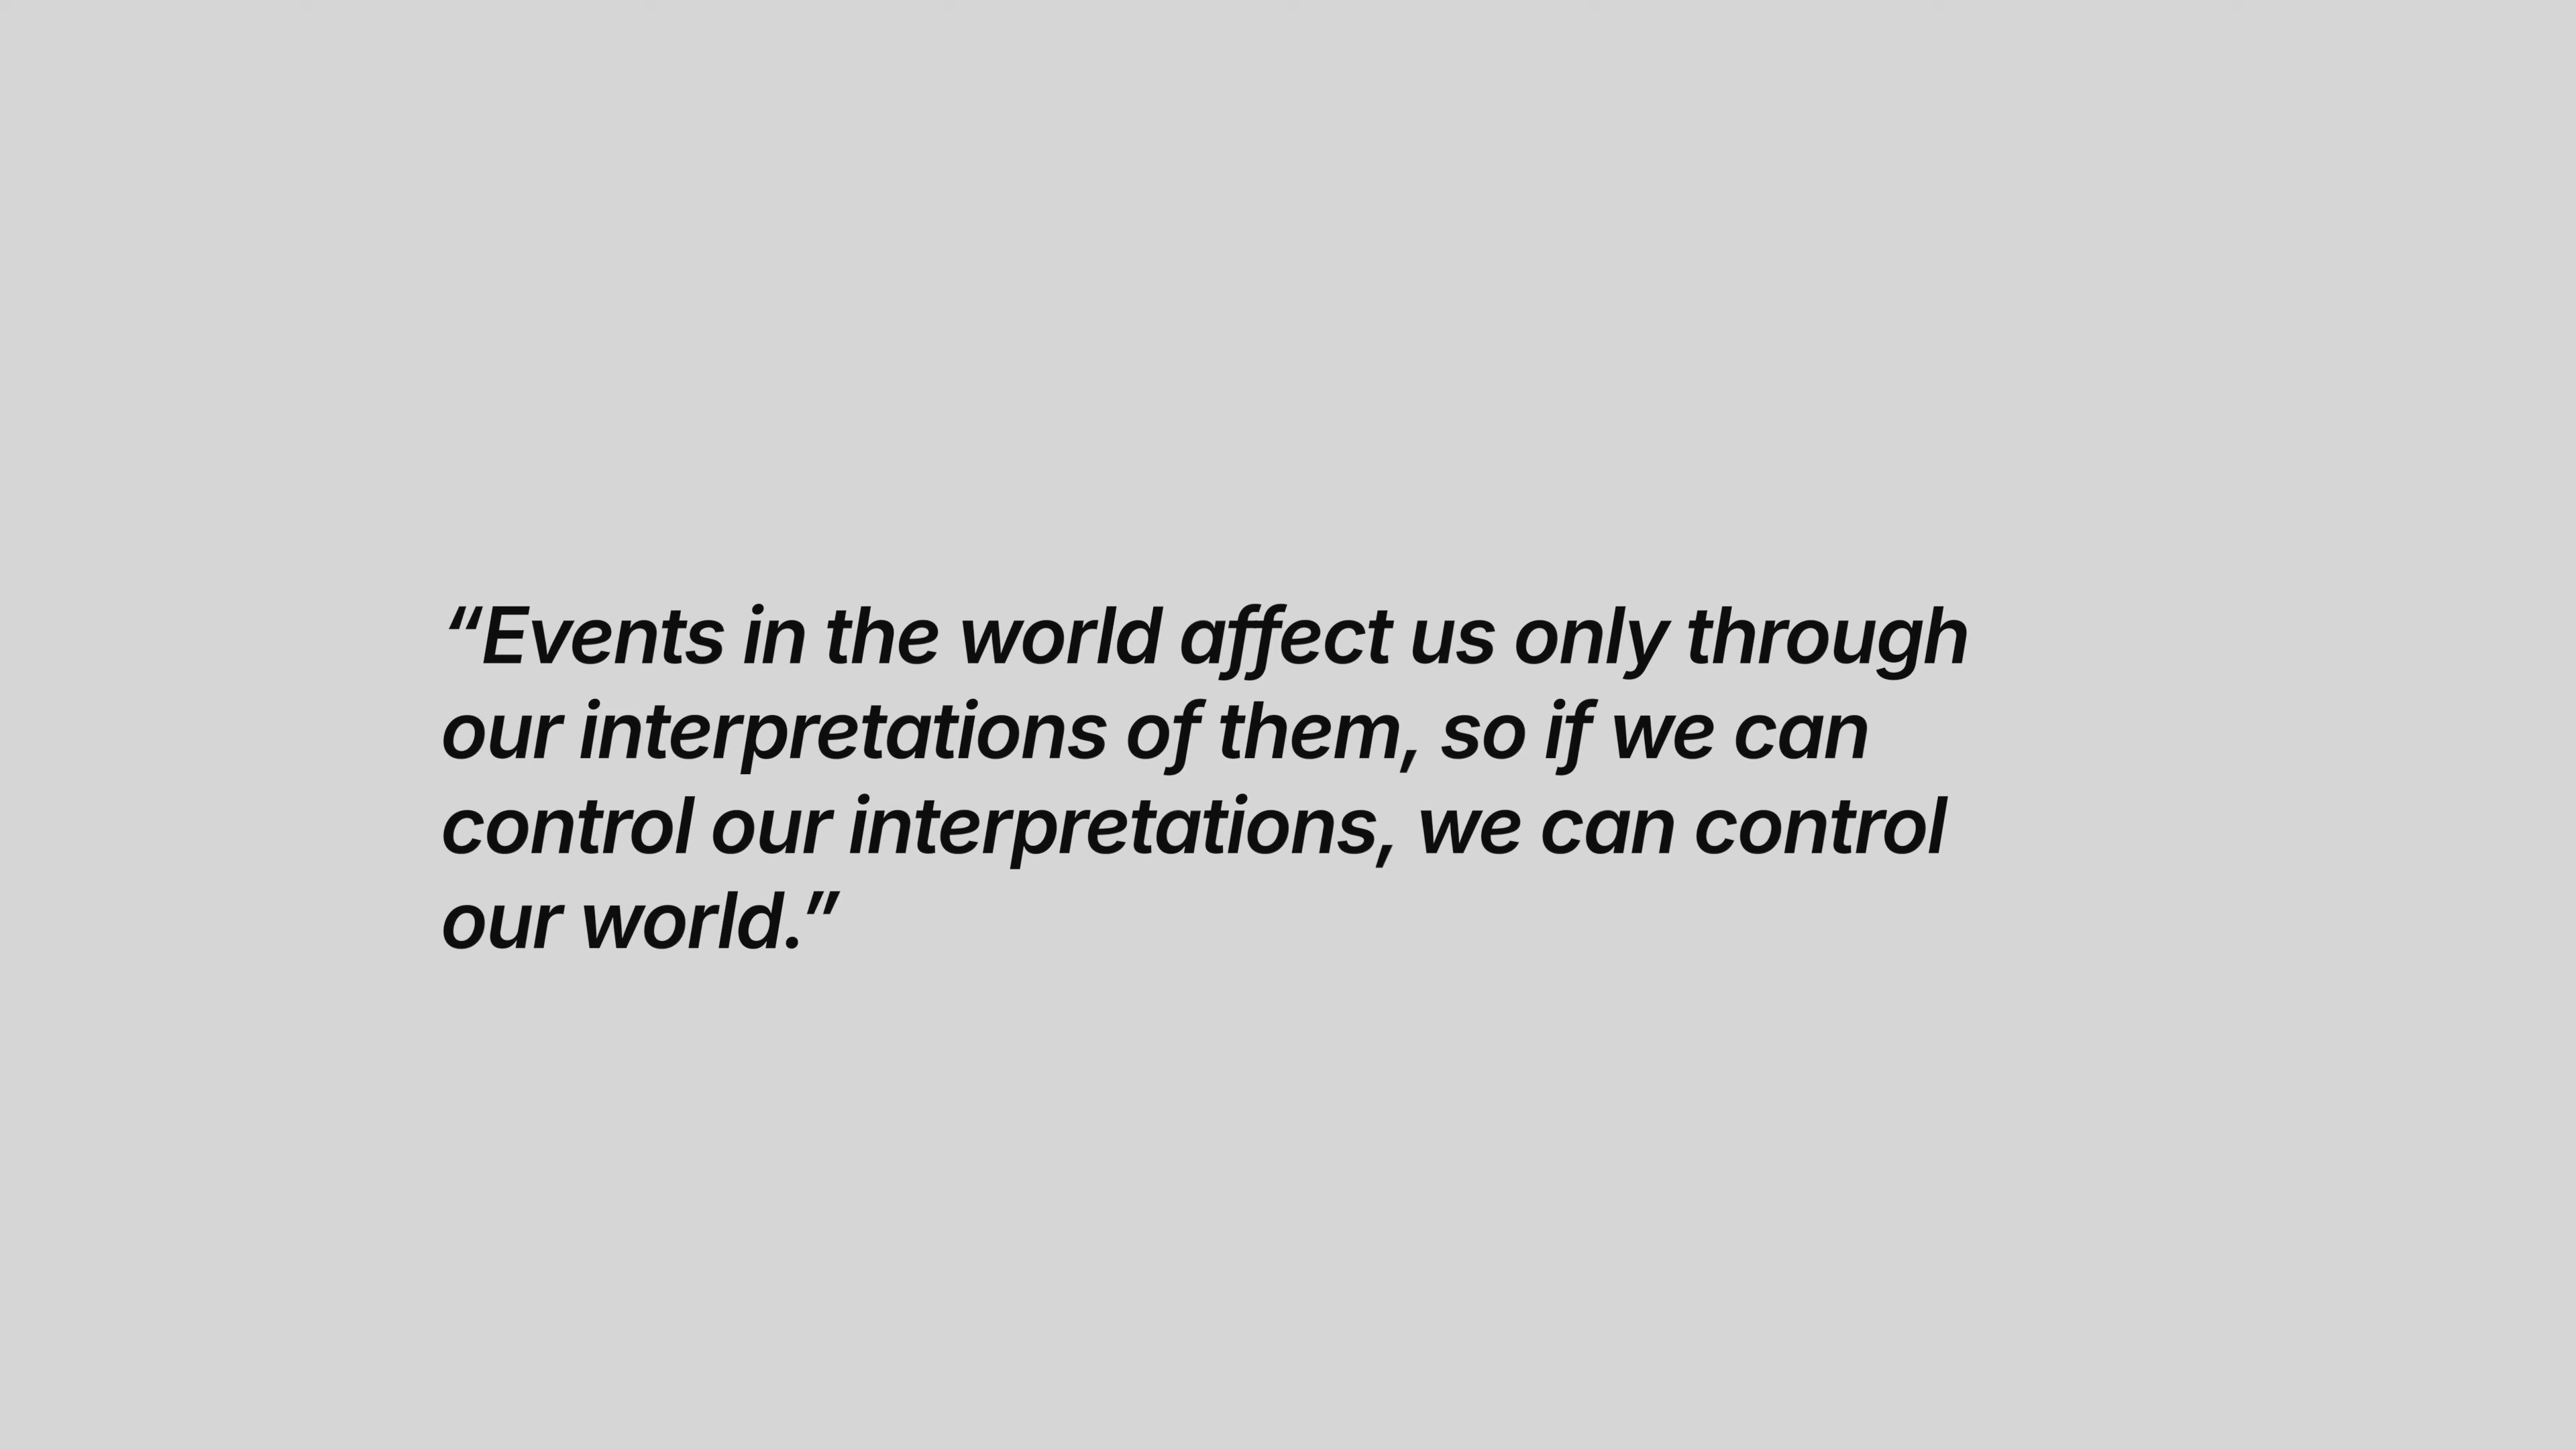 “Events in the world affect us only through
our interpretations of them, so if we can
control our interpretations, we can control
our world.”